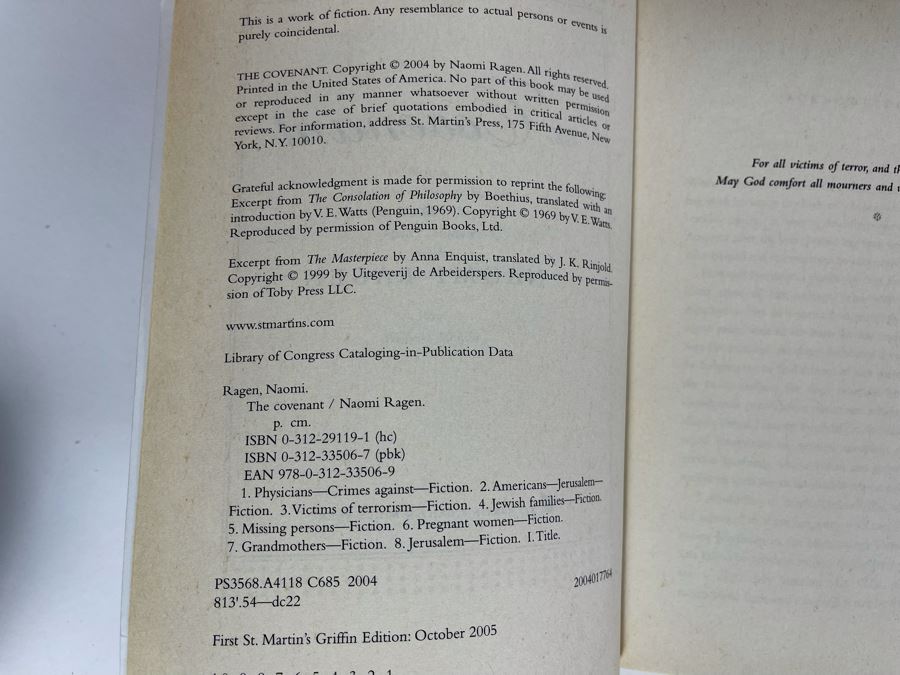 This is a work of fiction. Any resemblance to actual persons or events is
purely coincidental.
THE COVENANT. Copyright © 2004 by Naomi Ragen. All rights reserved.
Printed in the United States of America. No part of this book may be used
or reproduced in any manner whatsoever without written permission
except in the case of brief quotations embodied in critical articles or
reviews. For information, address St. Martin's Press, 175 Fifth Avenue, New
York, N.Y. 10010.
Grateful acknowledgment is made for permission to reprint the following:
Excerpt from The Consolation of Philosophy by Boethius, translated with an
introduction by V. E. Watts (Penguin, 1969). Copyright © 1969 by V. E. Watts.
Reproduced by permission of Penguin Books, Ltd.
Excerpt from The Masterpiece by Anna Enquist, translated by J. K. Rinjold.
Copyright © 1999 by Uitgeverij de Arbeiderspers. Reproduced by permis-
sion of Toby Press LLC.
www.stmartins.com
Library of Congress Cataloging-in-Publication Data
Ragen, Naomi.
The covenant / Naomi Ragen.
p. cm.
ISBN 0-312-29119-1 (hc)
ISBN 0-312-33506-7 (pbk)
EAN 978-0-312-33506-9
1. Physicians—Crimes against—Fiction. 2. Americans—Jerusalem—
Fiction. 3. Victims of terrorism—Fiction. 4. Jewish families—Fiction.
5. Missing persons—Fiction. 6. Pregnant women—Fiction.
7. Grandmothers—Fiction. 8. Jerusalem—Fiction. I. Title.
PS3568.A4118 C685 2004
813'.54—dc22
2004017764
First St. Martin's Griffin Edition: October 2005
10 9 8 7 6 5 4 3 2 1
For all victims of terror, and
May God comfort all mourners and